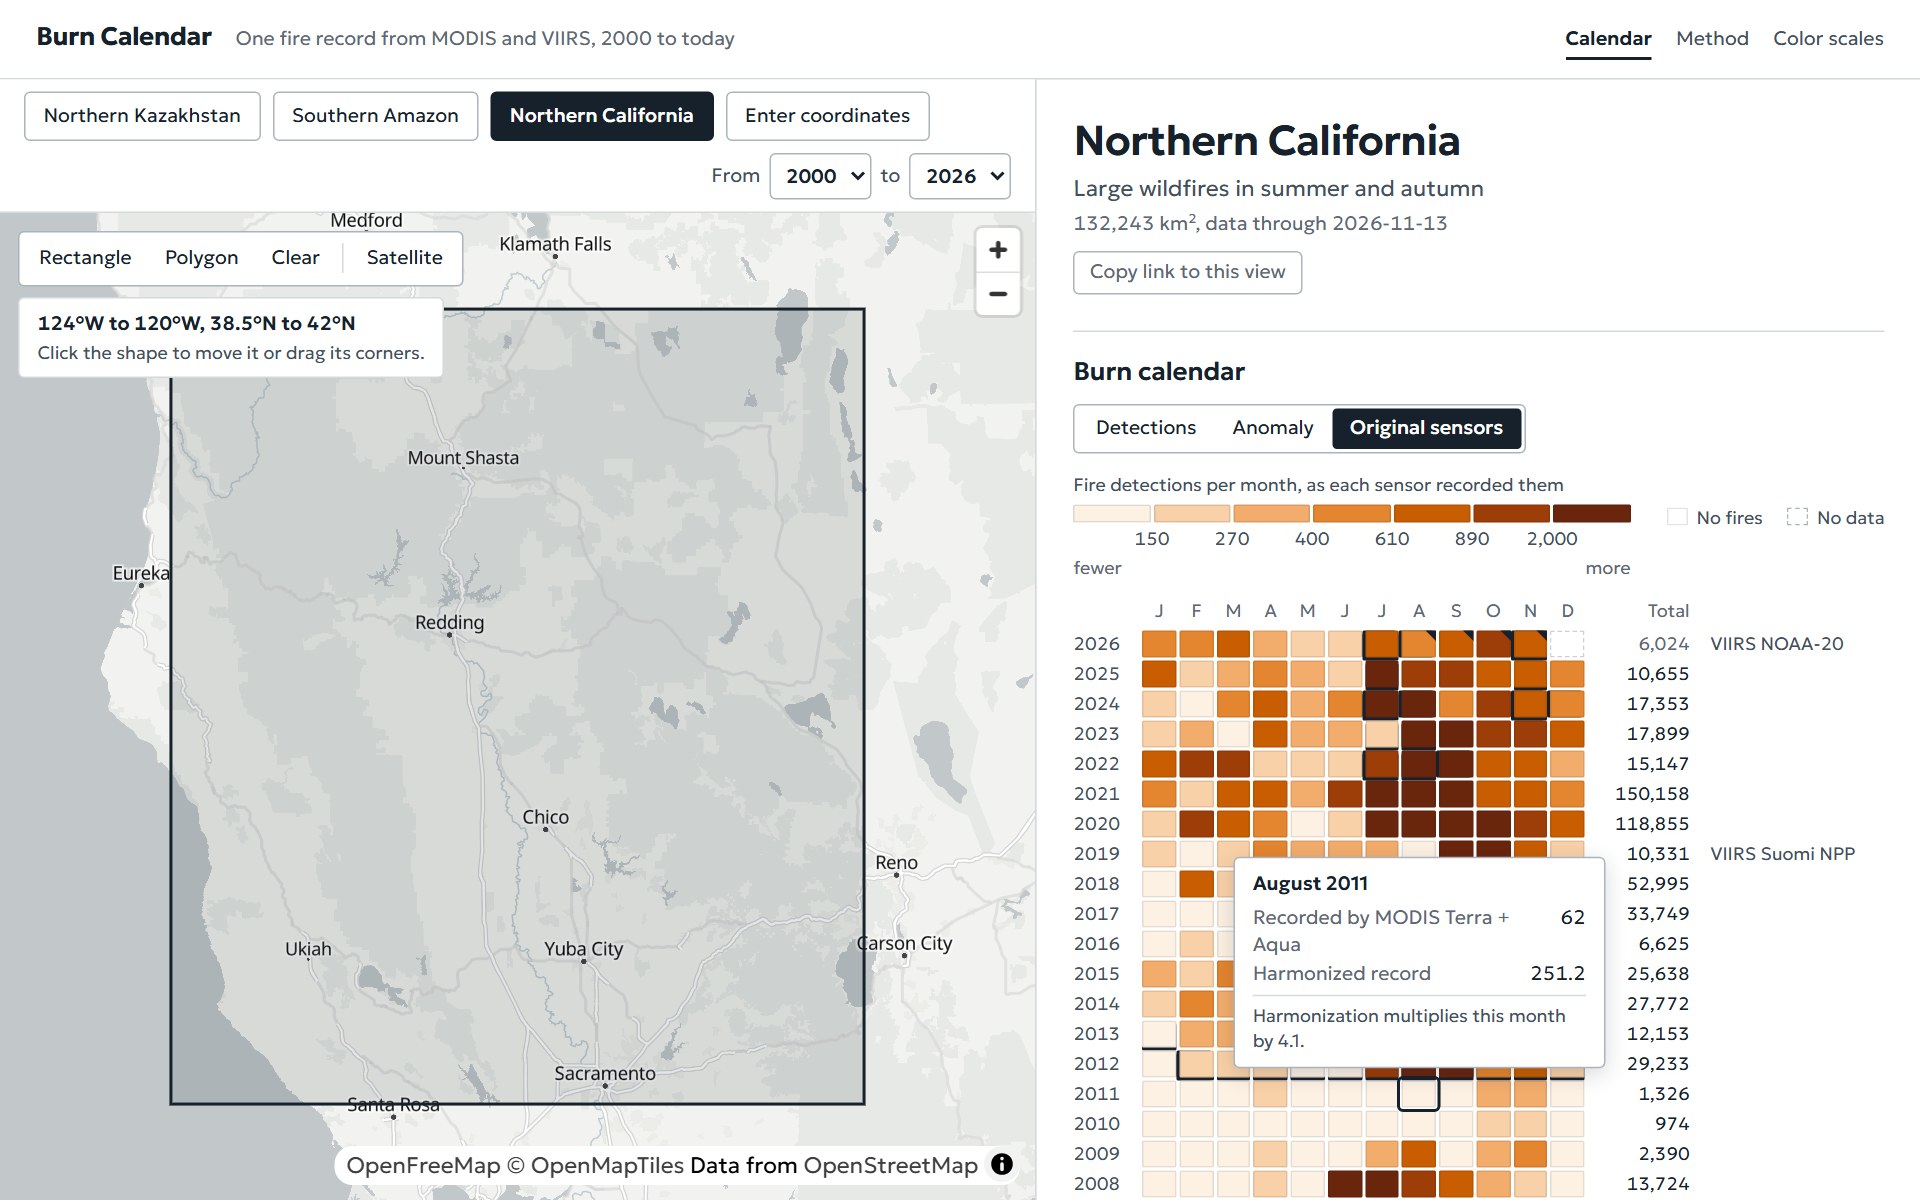 Burn Calendar One fire record from MODIS and VIIRS, 2000 to today
Calendar Method Color scales
Northern Kazakhstan Southern Amazon Northern California Enter coordinates
From 2000 to 2026
Rectangle Polygon Clear Satellite
124°W to 120°W, 38.5°N to 42°N
Click the shape to move it or drag its corners.
+
−
Medford
Klamath Falls
Mount Shasta
Eureka
Redding
Chico
Reno
Ukiah
Yuba City
Carson City
Sacramento
Santa Rosa
OpenFreeMap © OpenMapTiles Data from OpenStreetMap
Northern California
Large wildfires in summer and autumn
132,243 km², data through 2026-11-13
Copy link to this view
Burn calendar
Detections Anomaly Original sensors
Fire detections per month, as each sensor recorded them
No fires No data
150 270 400 610 890 2,000
fewer more
J F M A M J J A S O N D Total
2026 6,024 VIIRS NOAA-20
2025 10,655
2024 17,353
2023 17,899
2022 15,147
2021 150,158
2020 118,855
2019 10,331 VIIRS Suomi NPP
2018 52,995
2017 33,749
2016 6,625
2015 25,638
2014 27,772
2013 12,153
2012 29,233
2011 1,326
2010 974
2009 2,390
2008 13,724
August 2011
Recorded by MODIS Terra + 62
Aqua
Harmonized record 251.2
Harmonization multiplies this month
by 4.1.